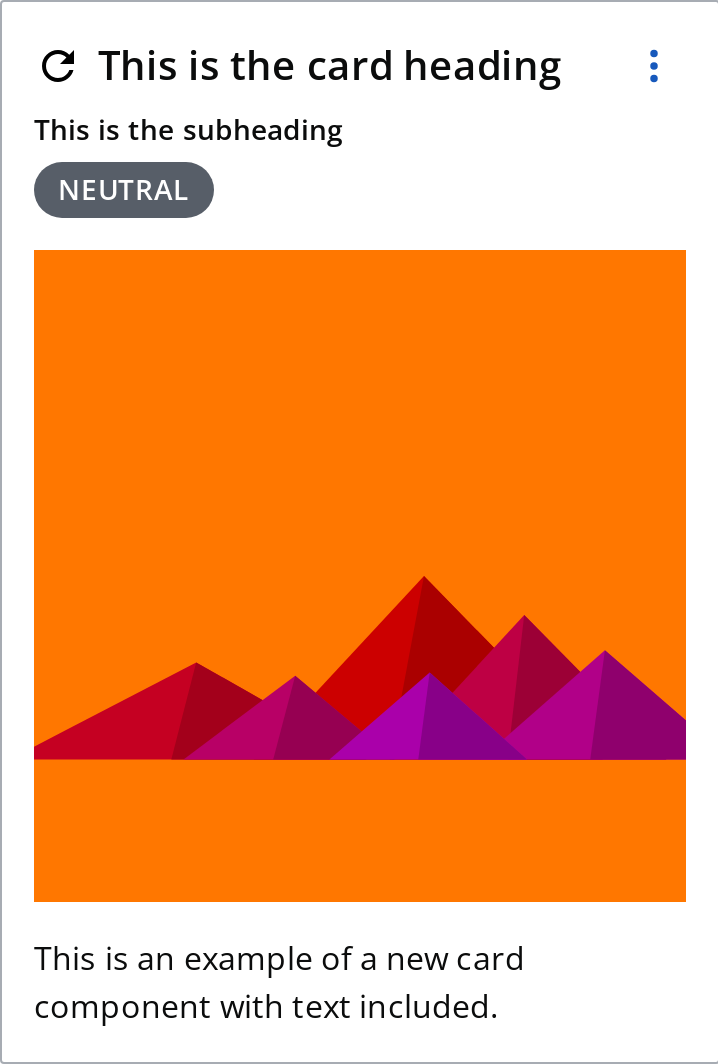 This is the card heading
This is the subheading
NEUTRAL
This is an example of a new card
component with text included.